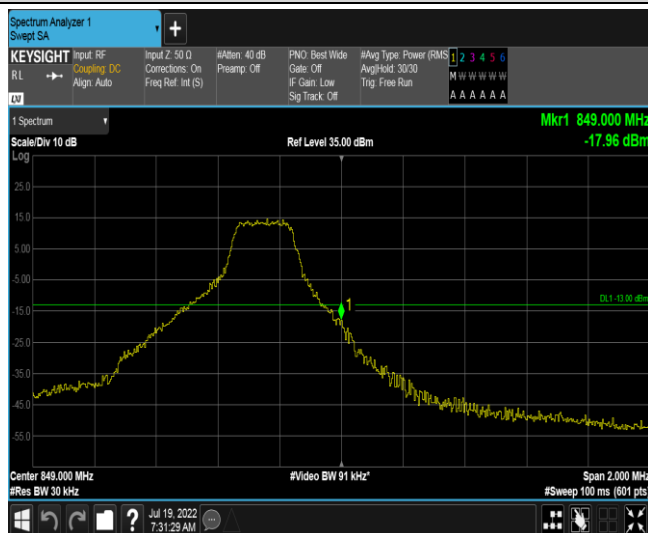 Spectrum Analyzer 1
Swept SA
+
KEYSIGHT
RL
LXI
Input: RF
Coupling: DC
Align: Auto
Input Z: 50 Ω
Corrections: On
Freq Ref: Int (S)
#Atten: 40 dB
Preamp: Off
PNO: Best Wide
Gate: Off
IF Gain: Low
Sig Track: Off
#Avg Type: Power (RMS
Avg|Hold: 30/30
Trig: Free Run
1 2 3 4 5 6
M W W W W W
A A A A A A
1 Spectrum
Mkr1 849.000 MHz
Scale/Div 10 dB
Ref Level 35.00 dBm
-17.96 dBm
Log
25.0
15.0
5.00
-5.00
DL1 -13.00 dBm
1
-15.0
-25.0
-35.0
-45.0
-55.0
Center 849.000 MHz
#Video BW 91 kHz*
Span 2.000 MHz
#Res BW 30 kHz
#Sweep 100 ms (601 pts)
?
Jul 19, 2022
7:31:29 AM